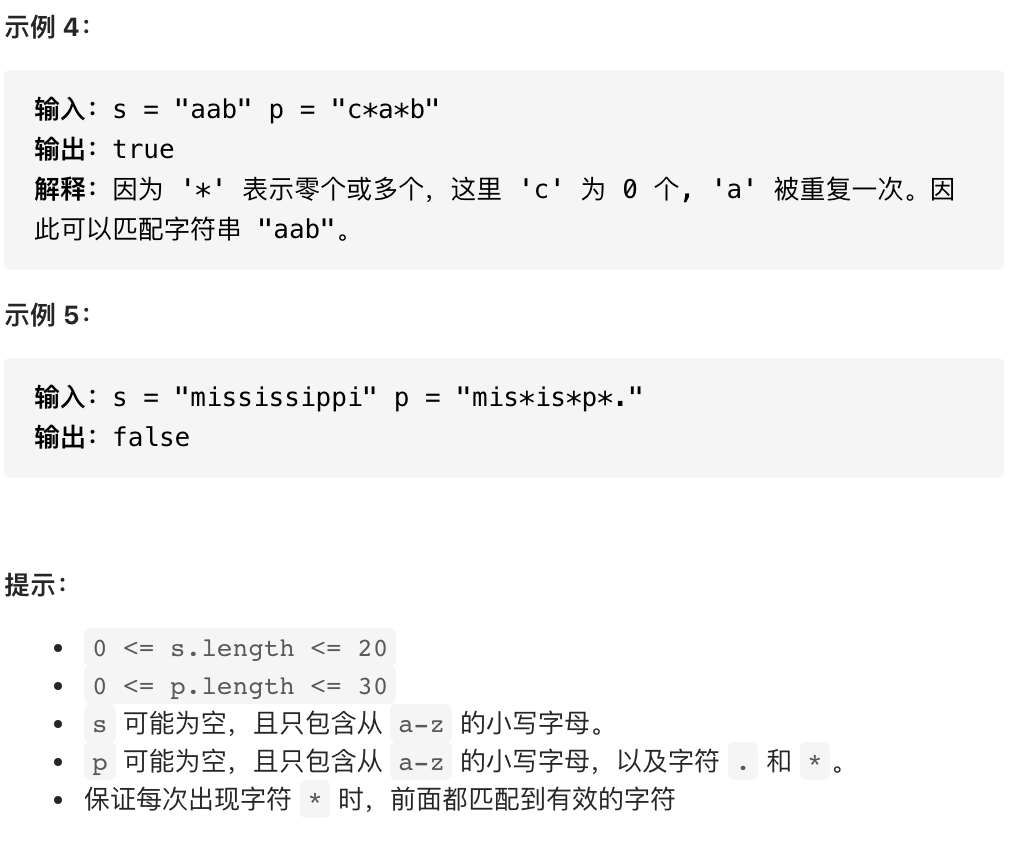 示例 4：
输入：s = "aab" p = "c*a*b"
输出：true
解释：因为 '*' 表示零个或多个，这里 'c' 为 0 个, 'a' 被重复一次。因
此可以匹配字符串 "aab"。
示例 5：
输入：s = "mississippi" p = "mis*is*p*."
输出：false
提示：
• 0 <= s.length <= 20
• 0 <= p.length <= 30
• s 可能为空，且只包含从 a-z 的小写字母。
• p 可能为空，且只包含从 a-z 的小写字母，以及字符 . 和 *。
• 保证每次出现字符 * 时，前面都匹配到有效的字符